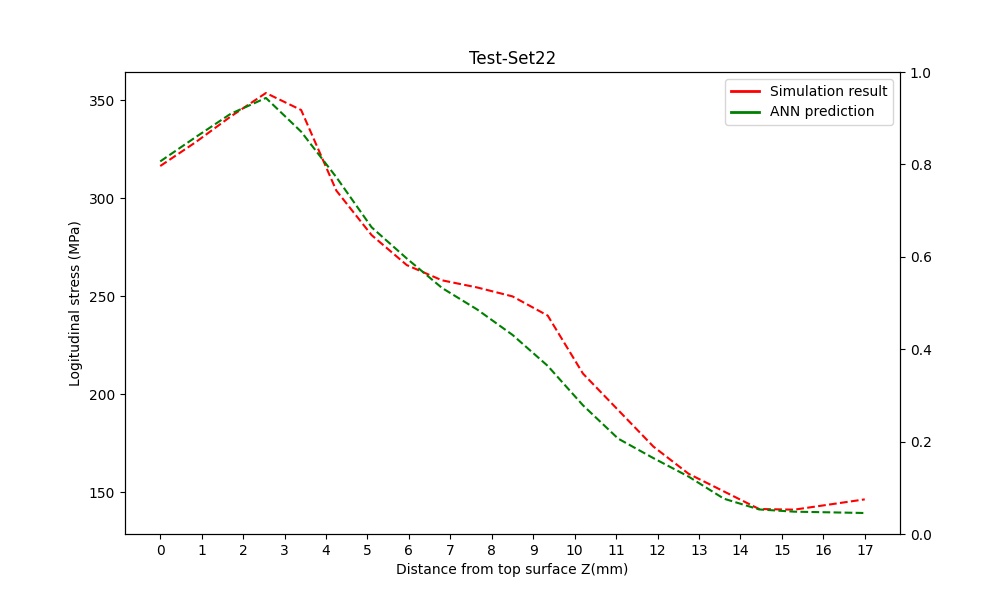 Test-Set22
Simulation result
ANN prediction
350
300
250
200
150
Logitudinal stress (MPa)
1.0
0.8
0.6
0.4
0.2
0.0
0 1 2 3 4 5 6 7 8 9 10 11 12 13 14 15 16 17
Distance from top surface Z(mm)